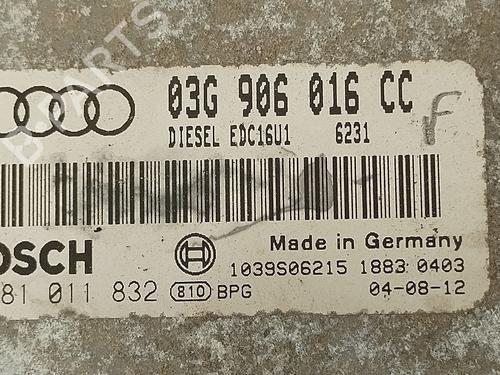 03G 906 016 CC
DIESEL EDC16U1 6231
F
OSCH
Made in Germany
81 011 832 810 BPG
1039S06215 1883 0403
04-08-12
B-PARTS